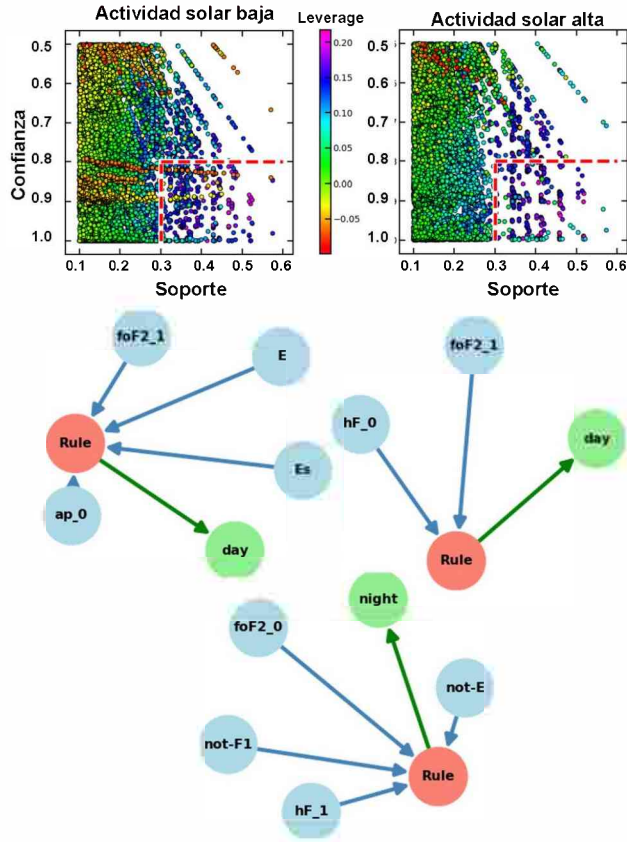 Actividad solar baja
Leverage
Actividad solar alta
Confianza
0.5
0.6
0.7
0.8
0.9
1.0
0.1 0.2 0.3 0.4 0.5 0.6
Soporte
0.20
0.15
0.10
0.05
0.00
−0.05
0.5
0.6
0.7
0.8
0.9
1.0
0.1 0.2 0.3 0.4 0.5 0.6
Soporte
foF2_1
E
Rule
Es
ap_0
day
foF2_1
hF_0
day
Rule
night
foF2_0
not-E
not-F1
Rule
hF_1